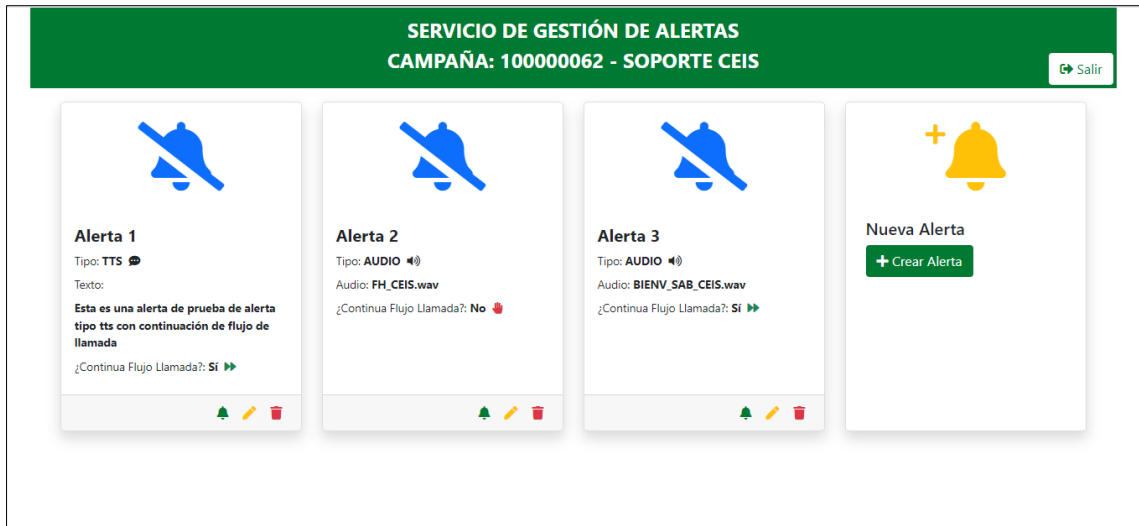 SERVICIO DE GESTIÓN DE ALERTAS
CAMPAÑA: 100000062 - SOPORTE CEIS
Salir
Alerta 1
Tipo: TTS
Texto:
Esta es una alerta de prueba de alerta
tipo tts con continuación de flujo de
llamada
¿Continua Flujo Llamada?: Sí
Alerta 2
Tipo: AUDIO
Audio: FH_CEIS.wav
¿Continua Flujo Llamada?: No
Alerta 3
Tipo: AUDIO
Audio: BIENV_SAB_CEIS.wav
¿Continua Flujo Llamada?: Sí
Nueva Alerta
Crear Alerta